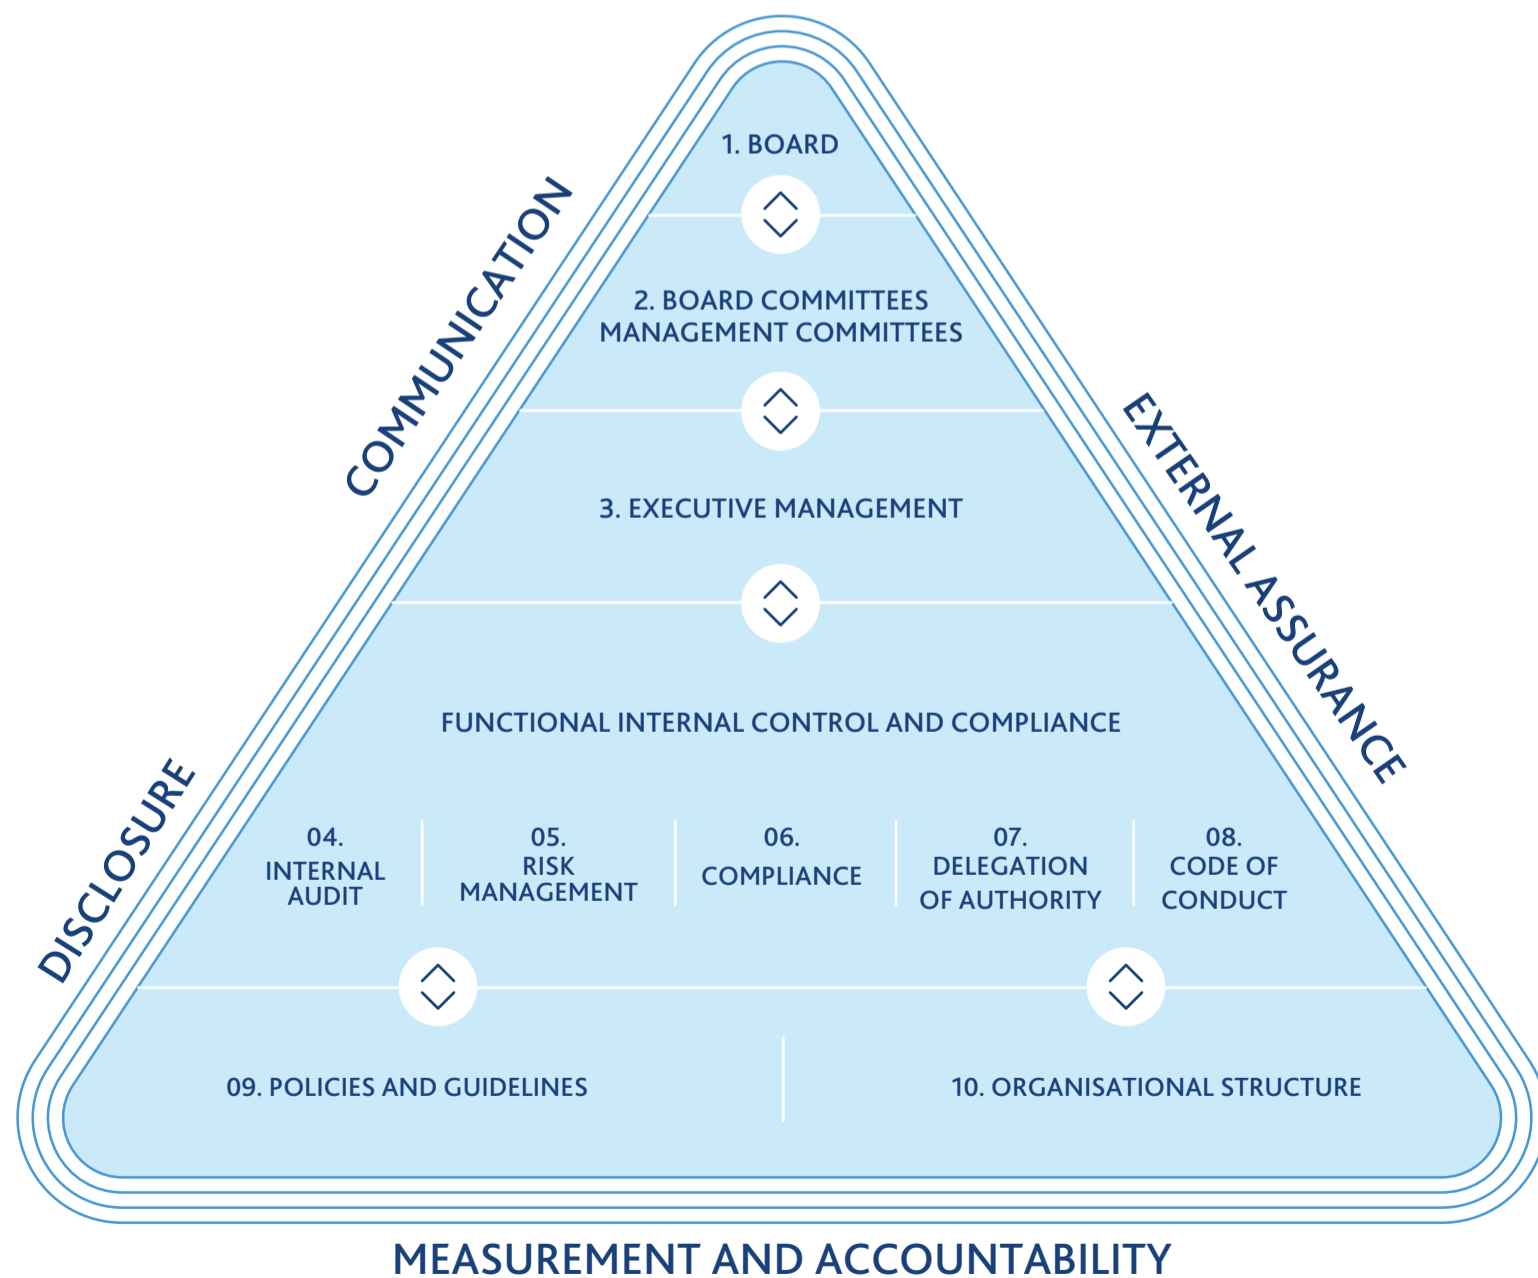 1. BOARD
COMMUNICATION
2. BOARD COMMITTEES
MANAGEMENT COMMITTEES
EXTERNAL ASSURANCE
3. EXECUTIVE MANAGEMENT
FUNCTIONAL INTERNAL CONTROL AND COMPLIANCE
DISCLOSURE
04.
INTERNAL
AUDIT
05.
RISK
MANAGEMENT
06.
COMPLIANCE
07.
DELEGATION
OF AUTHORITY
08.
CODE OF
CONDUCT
09. POLICIES AND GUIDELINES
10. ORGANISATIONAL STRUCTURE
MEASUREMENT AND ACCOUNTABILITY